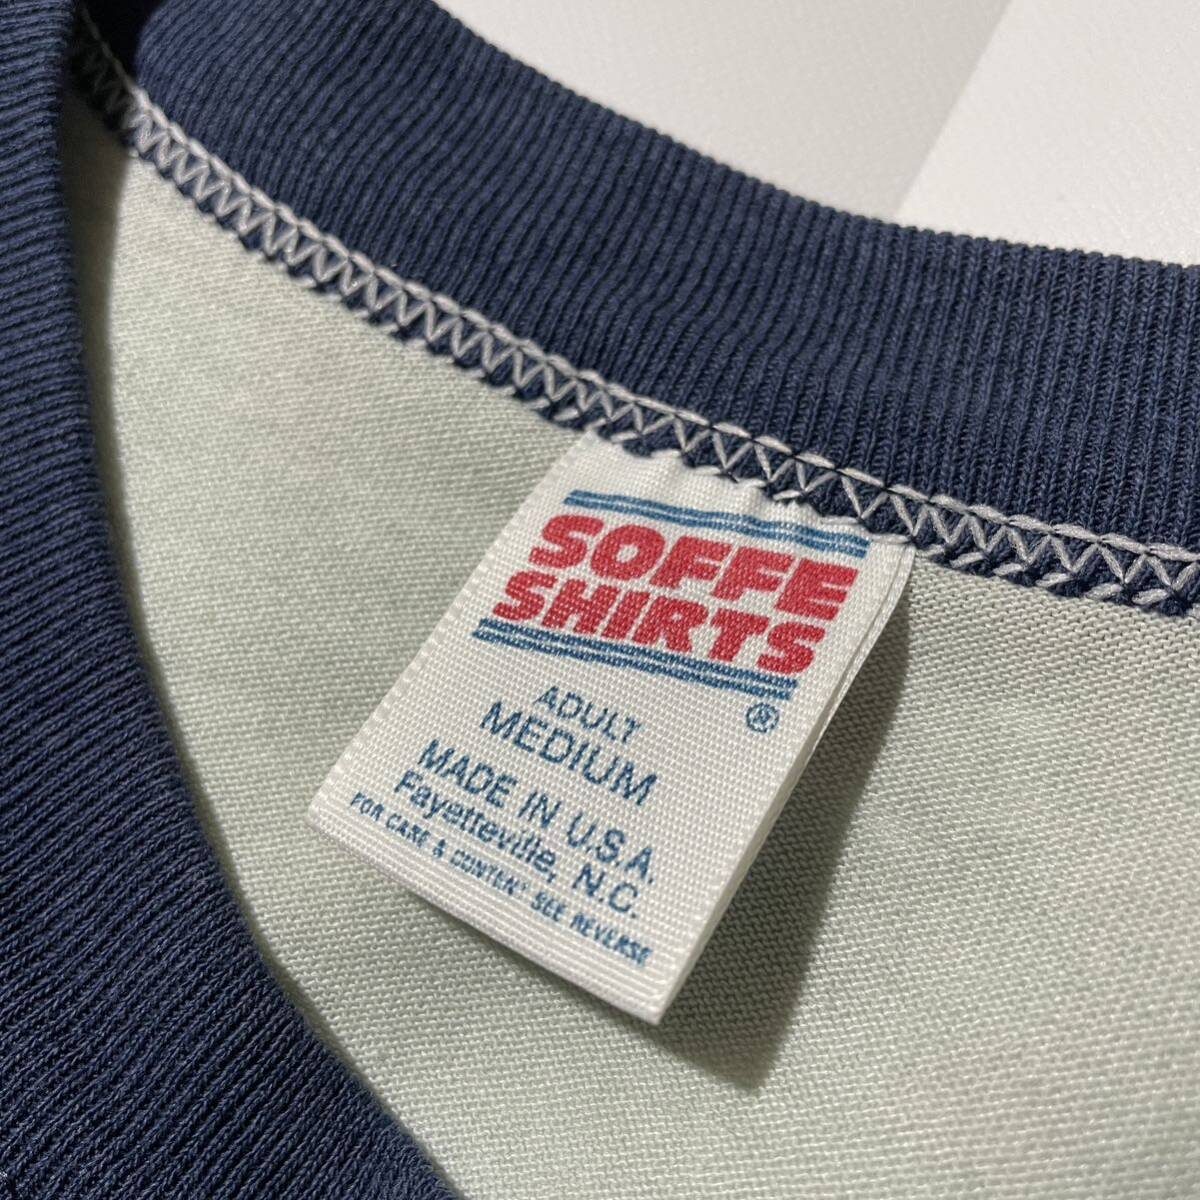 SOFFE
SHIRTS
®
ADULT
MEDIUM
MADE IN U.S.A.
Fayetteville, N.C.
FOR CARE & CONTENT SEE REVERSE